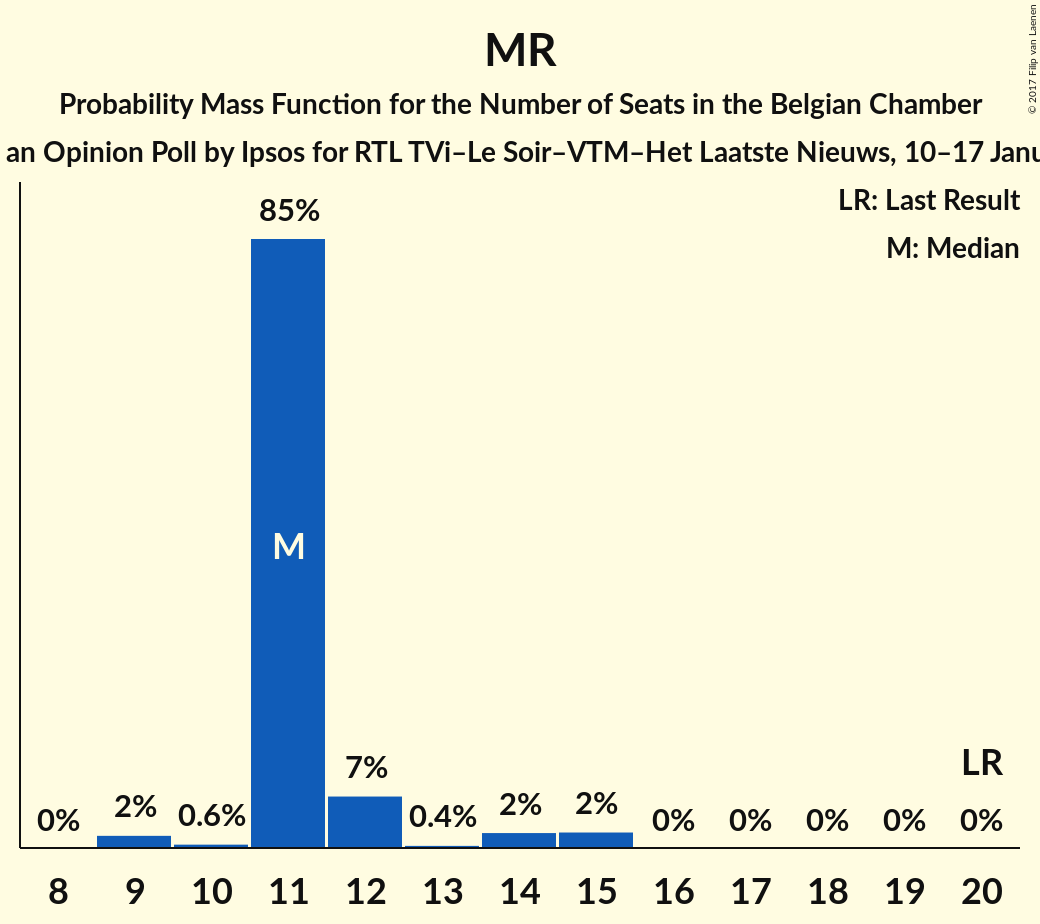 MR
Probability Mass Function for the Number of Seats in the Belgian Chamber
an Opinion Poll by Ipsos for RTL TVi–Le Soir–VTM–Het Laatste Nieuws, 10–17 Janu
© 2017 Filip van Laenen
LR: Last Result
M: Median
85%
M
7%
LR
0% 2% 0.6% 0.4% 2% 2% 0% 0% 0% 0% 0%
8 9 10 11 12 13 14 15 16 17 18 19 20